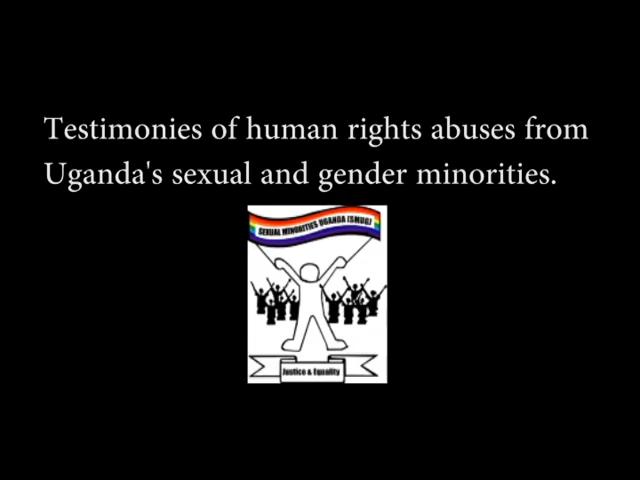 Testimonies of human rights abuses from
Uganda's sexual and gender minorities.
SEXUAL MINORITIES UGANDA (SMUG)
Justice & Equality